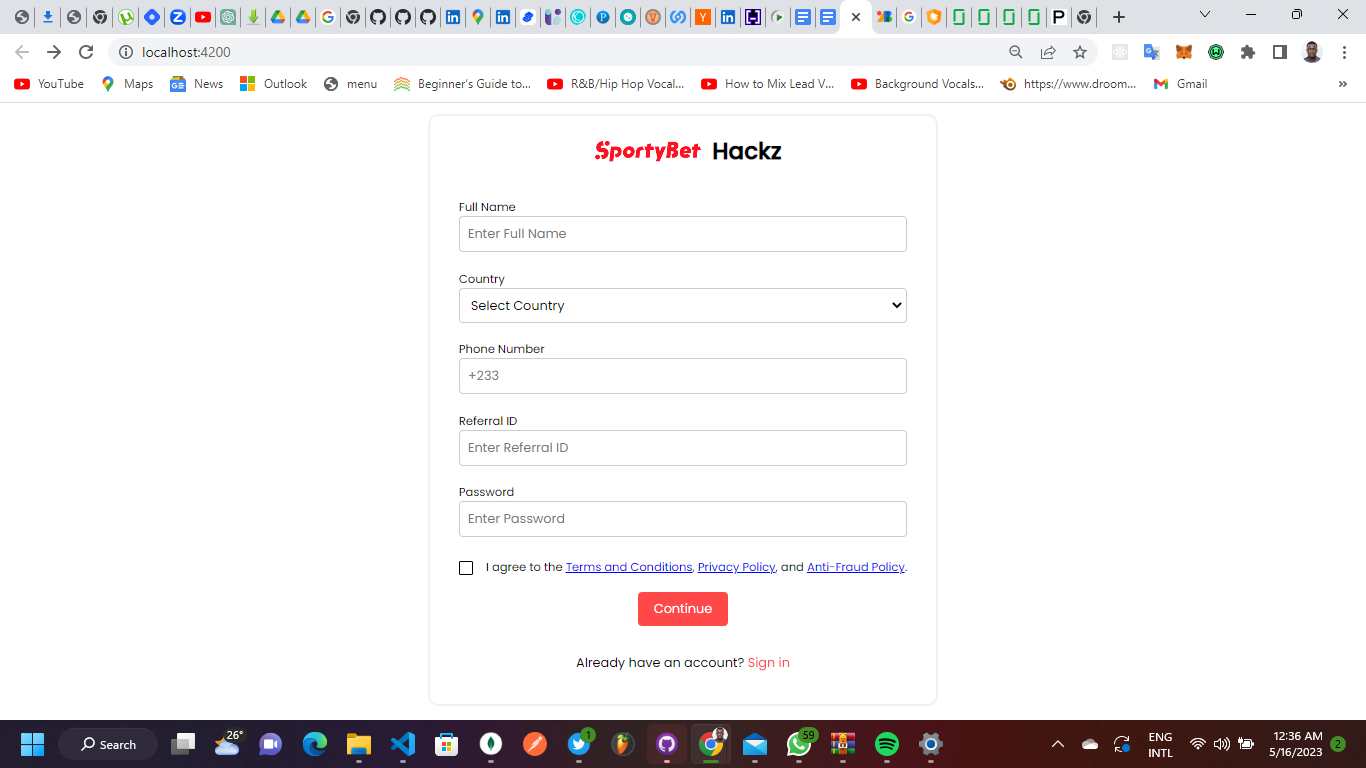 localhost:4200
YouTube
Maps
News
Outlook
menu
Beginner's Guide to...
R&B/Hip Hop Vocal...
How to Mix Lead V...
Background Vocals...
https://www.droom...
Gmail
»
SportyBet Hackz
Full Name
Enter Full Name
Country
Select Country
Phone Number
+233
Referral ID
Enter Referral ID
Password
Enter Password
I agree to the Terms and Conditions, Privacy Policy, and Anti-Fraud Policy.
Continue
Already have an account? Sign in
Search
26°
1
59
ENG
INTL
12:36 AM
5/16/2023
2